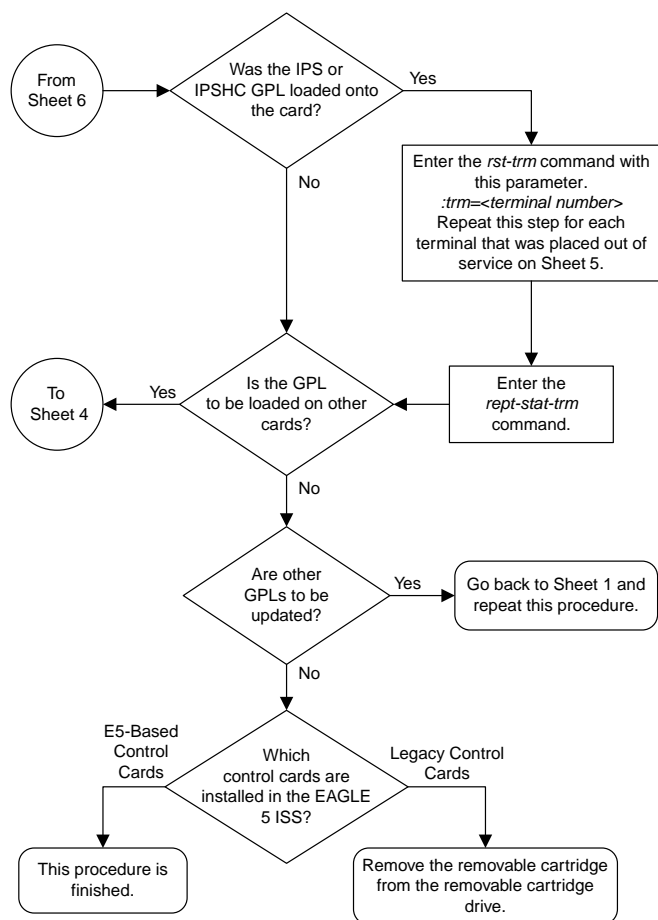 From
Sheet 6
Was the IPS or
IPSHC GPL loaded onto
the card?
Yes
No
Enter the rst-trm command with
this parameter.
:trm=<terminal number>
Repeat this step for each
terminal that was placed out of
service on Sheet 5.
To
Sheet 4
Yes
Is the GPL
to be loaded on other
cards?
Enter the
rept-stat-trm
command.
No
Are other
GPLs to be
updated?
Yes
Go back to Sheet 1 and
repeat this procedure.
No
E5-Based
Control
Cards
Which
control cards are
installed in the EAGLE
5 ISS?
Legacy Control
Cards
This procedure is
finished.
Remove the removable cartridge
from the removable cartridge
drive.